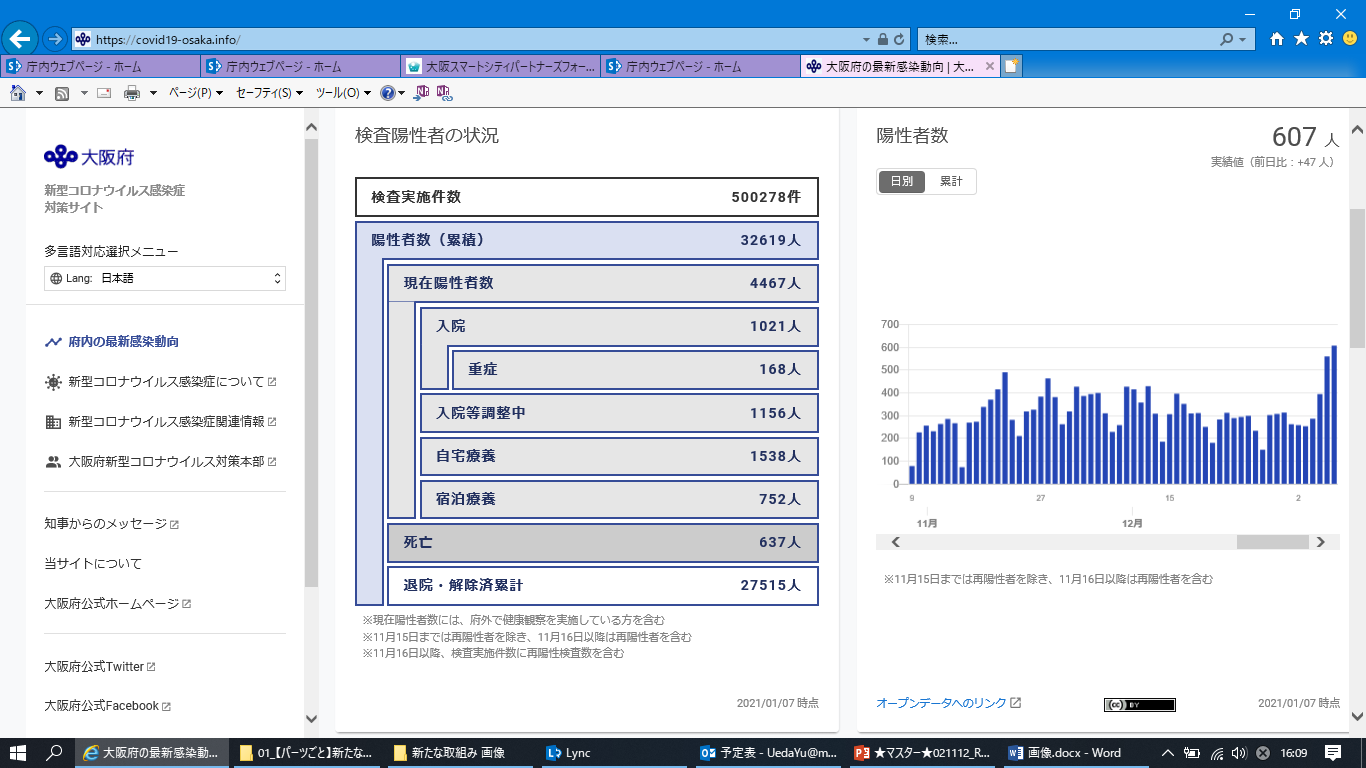 https://covid19-osaka.info/
検索...
庁内ウェブページ - ホーム
庁内ウェブページ - ホーム
大阪スマートシティパートナーズフォー...
庁内ウェブページ - ホーム
大阪府の最新感染動向 | 大...
ページ(P)
セーフティ(S)
ツール(O)
大阪府
新型コロナウイルス感染症
対策サイト
多言語対応選択メニュー
Lang: 日本語
府内の最新感染動向
新型コロナウイルス感染症について
新型コロナウイルス感染症関連情報
大阪府新型コロナウイルス対策本部
知事からのメッセージ
当サイトについて
大阪府公式ホームページ
大阪府公式Twitter
大阪府公式Facebook
検査陽性者の状況
検査実施件数 500278件
陽性者数（累積） 32619人
現在陽性者数 4467人
入院 1021人
重症 168人
入院等調整中 1156人
自宅療養 1538人
宿泊療養 752人
死亡 637人
退院・解除済累計 27515人
※現在陽性者数には、府外で健康観察を実施している方を含む
※11月15日までは再陽性者を除き、11月16日以降は再陽性者を含む
※11月16日以降、検査実施件数に再陽性検査数を含む
2021/01/07 時点
陽性者数
607 人
実績値（前日比：+47 人）
日別 累計
700
600
500
400
300
200
100
0
9 27 15 2
11月 12月
※11月15日までは再陽性者を除き、11月16日以降は再陽性者を含む
オープンデータへのリンク
cc BY
2021/01/07 時点
大阪府の最新感染動...
01_【パーツごと】新たな...
新たな取組み 画像
Lync
予定表 - UedaYu@m...
★マスター★021112_R...
画像.docx - Word
16:09